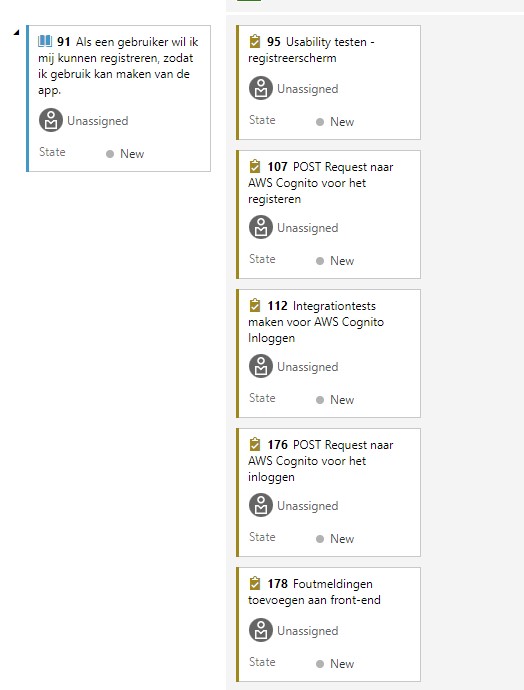 91 Als een gebruiker wil ik
mij kunnen registreren, zodat
ik gebruik kan maken van de
app.
Unassigned
State New
95 Usability testen -
registreerscherm
Unassigned
State New
107 POST Request naar
AWS Cognito voor het
registeren
Unassigned
State New
112 Integrationtests
maken voor AWS Cognito
Inloggen
Unassigned
State New
176 POST Request naar
AWS Cognito voor het
inloggen
Unassigned
State New
178 Foutmeldingen
toevoegen aan front-end
Unassigned
State New